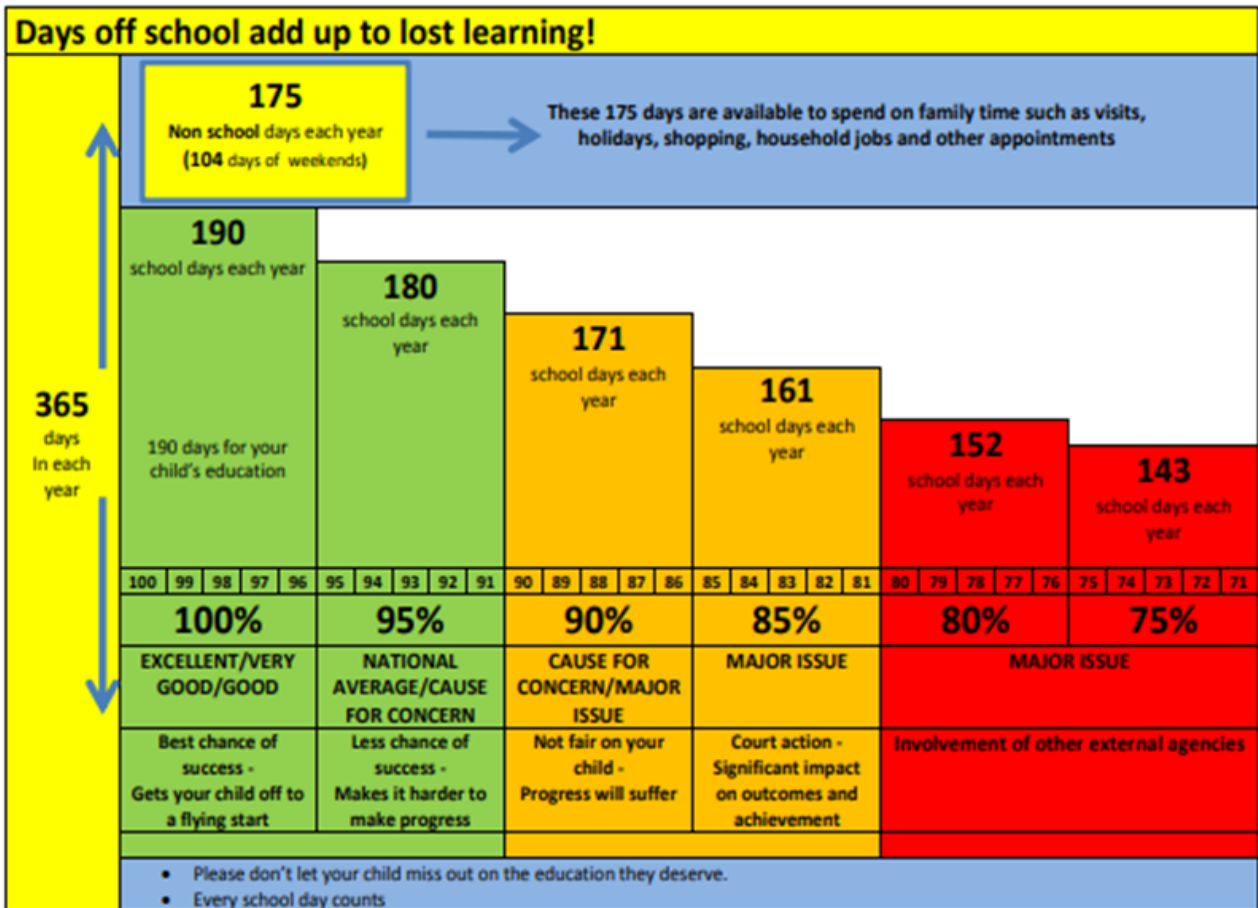 Days off school add up to lost learning!
175
Non school days each year
(104 days of weekends)
These 175 days are available to spend on family time such as visits,
holidays, shopping, household jobs and other appointments
365
days
In each
year
190
school days each year
190 days for your
child's education
180
school days each
year
171
school days each
year
161
school days each
year
152
school days each
year
143
school days each
year
100 99 98 97 96 95 94 93 92 91 90 89 88 87 86 85 84 83 82 81 80 79 78 77 76 75 74 73 72 71
100% 95% 90% 85% 80% 75%
EXCELLENT/VERY
GOOD/GOOD
NATIONAL
AVERAGE/CAUSE
FOR CONCERN
CAUSE FOR
CONCERN/MAJOR
ISSUE
MAJOR ISSUE
MAJOR ISSUE
Best chance of
success -
Gets your child off to
a flying start
Less chance of
success -
Makes it harder to
make progress
Not fair on your
child -
Progress will suffer
Court action -
Significant impact
on outcomes and
achievement
Involvement of other external agencies
• Please don't let your child miss out on the education they deserve.
• Every school day counts